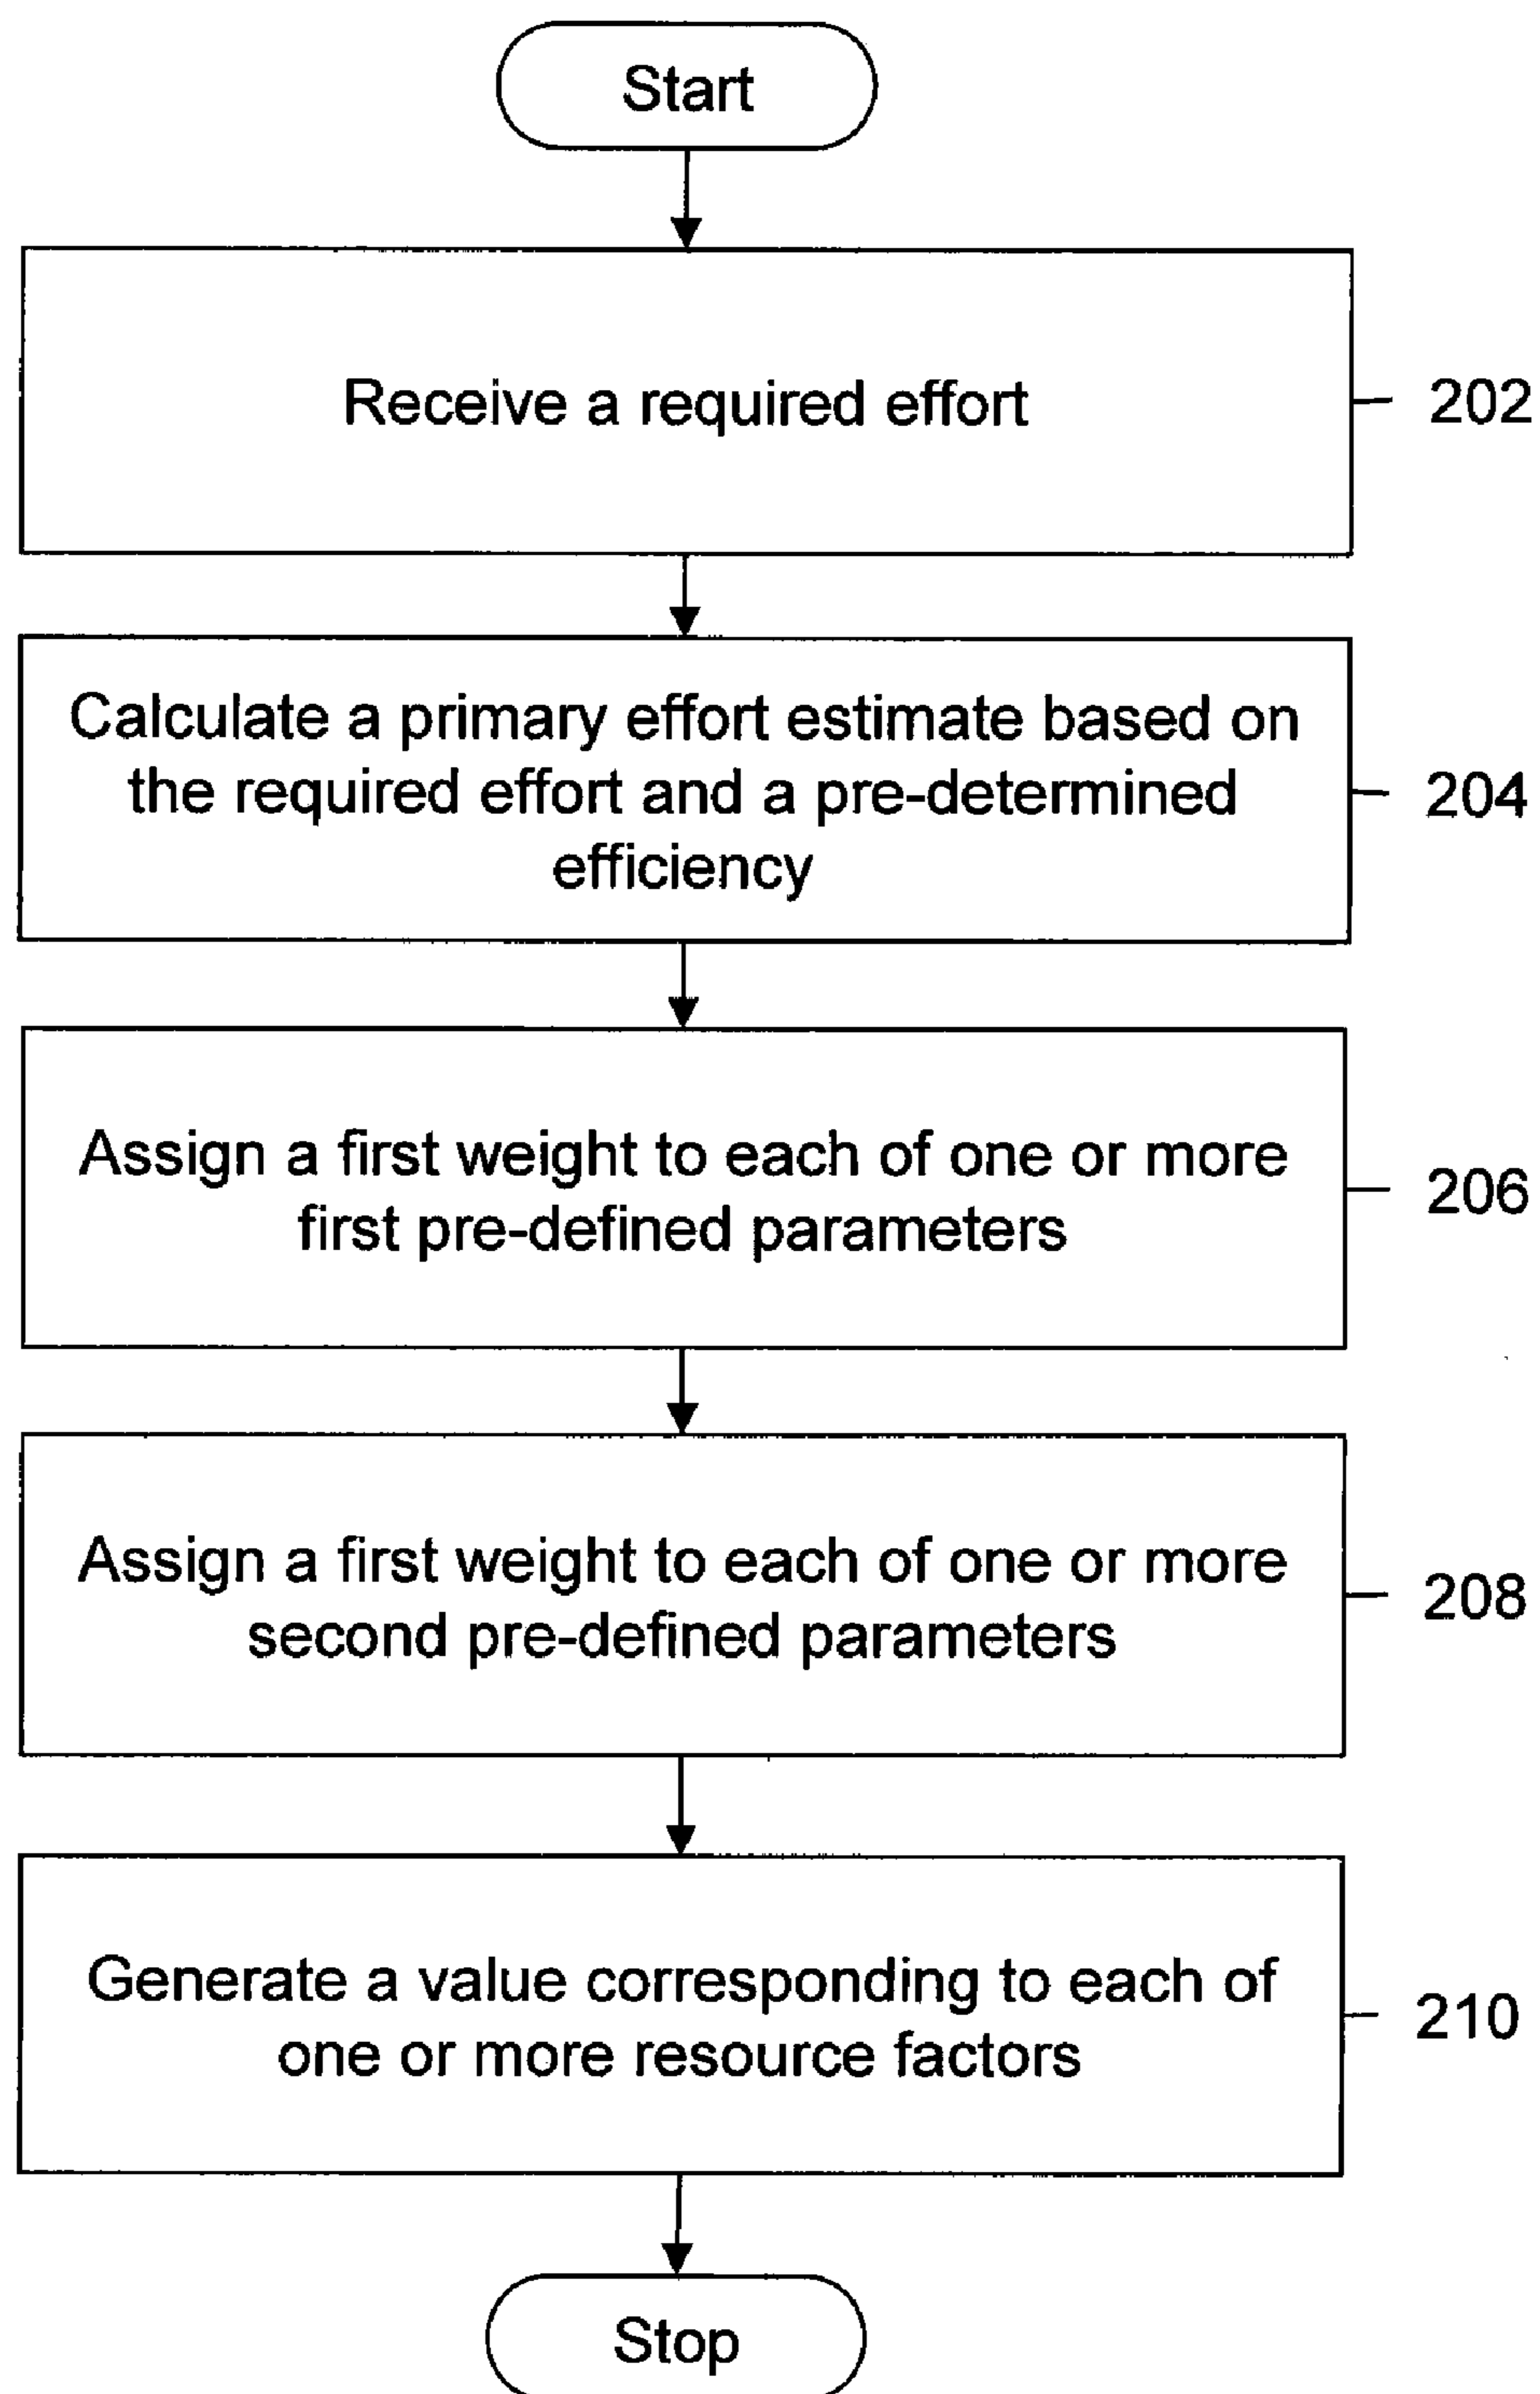 Start
Receive a required effort
202
Calculate a primary effort estimate based on
the required effort and a pre-determined
efficiency
204
Assign a first weight to each of one or more
first pre-defined parameters
206
Assign a first weight to each of one or more
second pre-defined parameters
208
Generate a value corresponding to each of
one or more resource factors
210
Stop